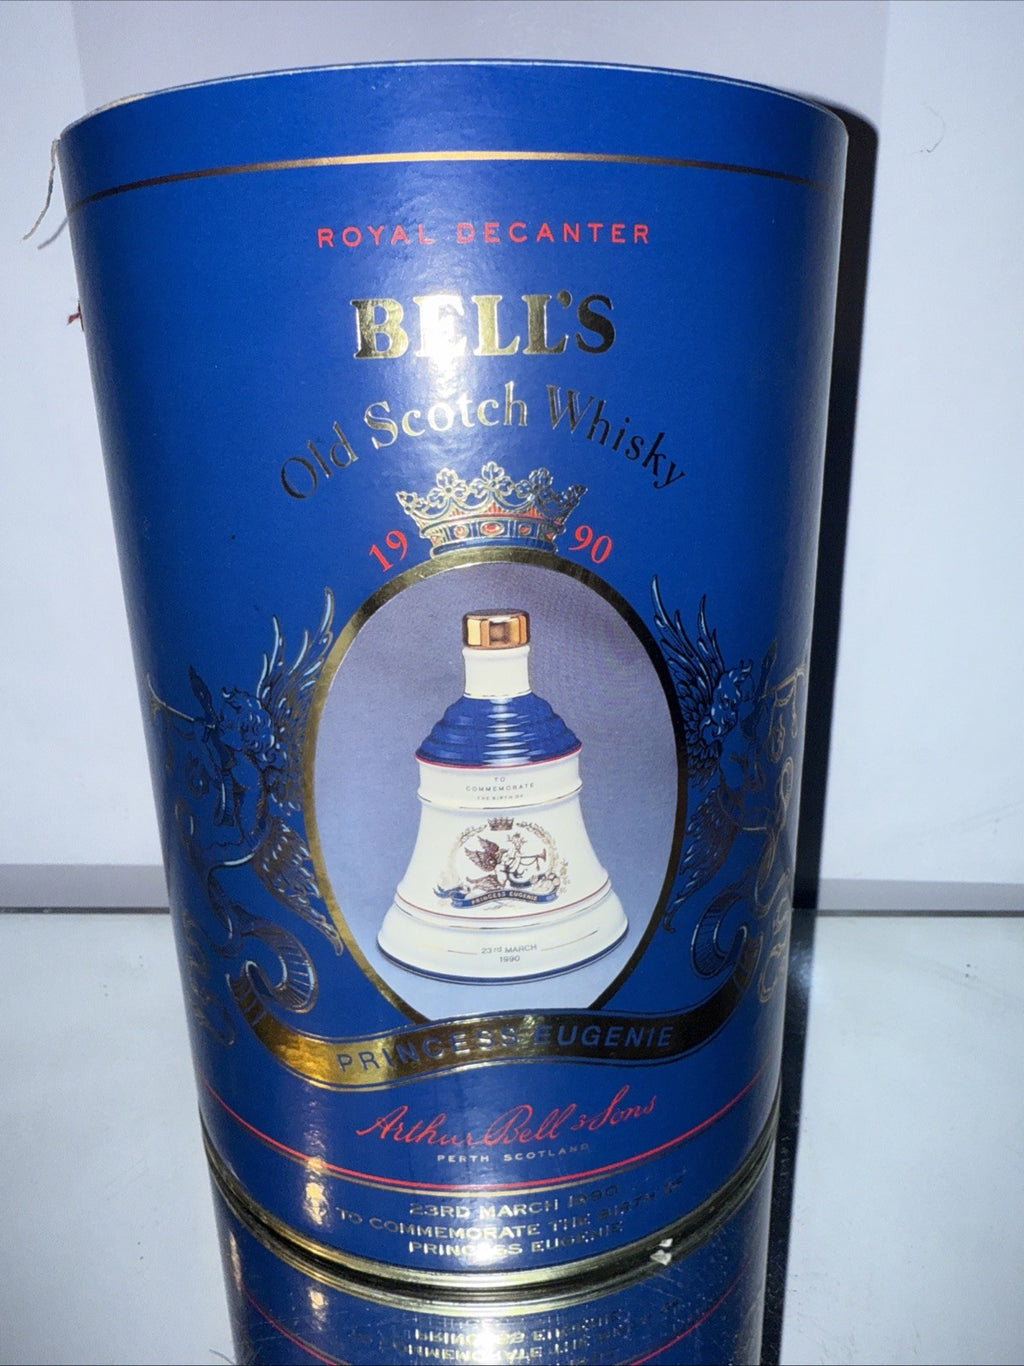 ROYAL DECANTER
BELL'S
Old Scotch Whisky
19 90
TO
COMMEMORATE
THE BIRTH OF
PRINCESS EUGENIE
23rd MARCH
1990
PRINCESS EUGENIE
Arthur Bell & Sons
PERTH SCOTLAND
23RD MARCH 1990
TO COMMEMORATE THE BIRTH OF
PRINCESS EUGENIE